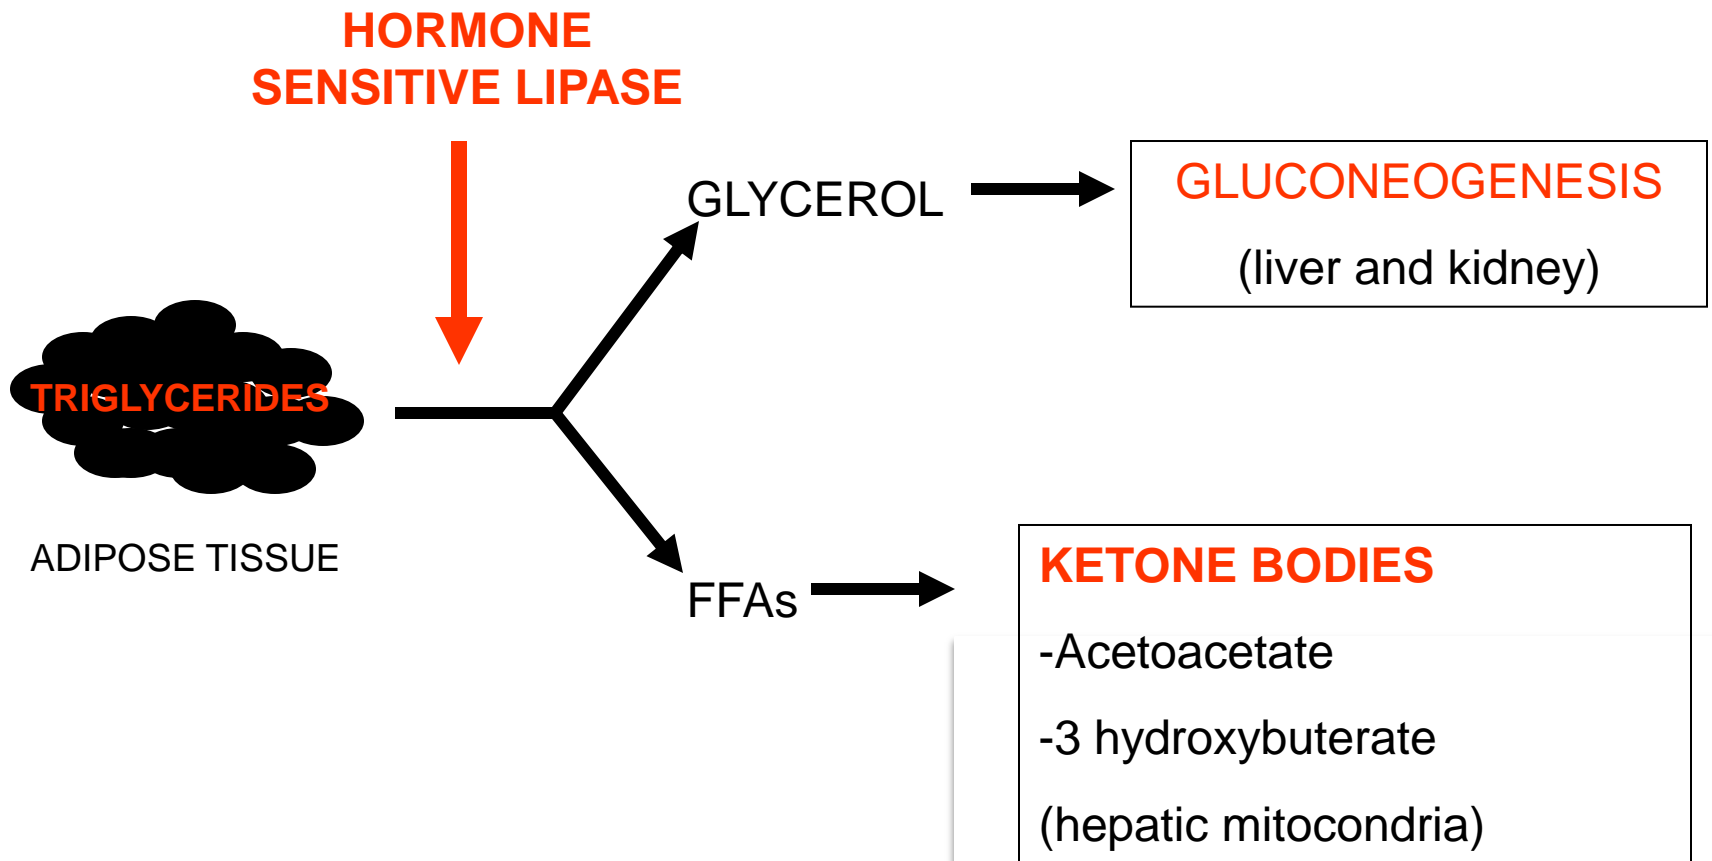 HORMONE
SENSITIVE LIPASE
GLYCEROL
GLUCONEOGENESIS
(liver and kidney)
TRIGLYCERIDES
ADIPOSE TISSUE
FFAs
KETONE BODIES
-Acetoacetate
-3 hydroxybuterate
(hepatic mitocondria)